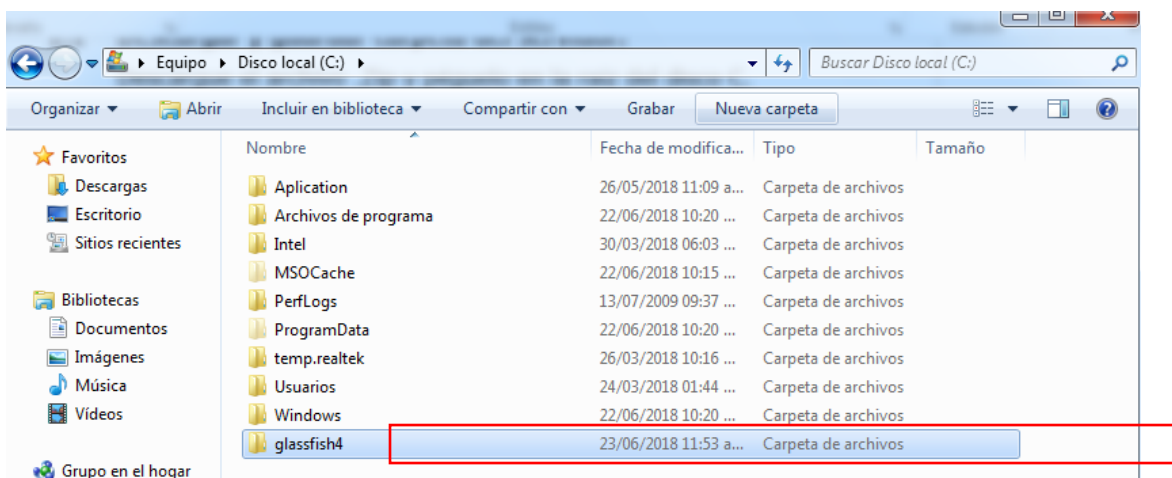 Equipo Disco local (C:) Buscar Disco local (C:)
Organizar Abrir Incluir en biblioteca Compartir con Grabar Nueva carpeta
Favoritos
Descargas
Escritorio
Sitios recientes
Bibliotecas
Documentos
Imágenes
Música
Vídeos
Grupo en el hogar
Nombre Fecha de modifica... Tipo Tamaño
Aplication 26/05/2018 11:09 a... Carpeta de archivos
Archivos de programa 22/06/2018 10:20 ... Carpeta de archivos
Intel 30/03/2018 06:03 ... Carpeta de archivos
MSOCache 22/06/2018 10:15 ... Carpeta de archivos
PerfLogs 13/07/2009 09:37 ... Carpeta de archivos
ProgramData 22/06/2018 10:20 ... Carpeta de archivos
temp.realtek 26/03/2018 10:16 ... Carpeta de archivos
Usuarios 24/03/2018 01:44 ... Carpeta de archivos
Windows 22/06/2018 10:20 ... Carpeta de archivos
glassfish4 23/06/2018 11:53 a... Carpeta de archivos